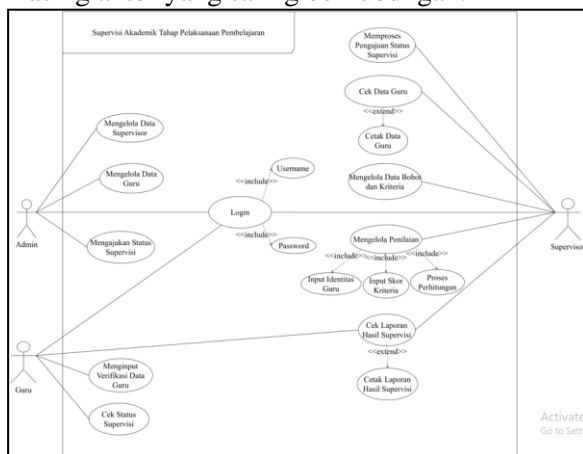 Supervisi Akademik Tahap Pelaksanaan Pembelajaran
Memproses
Pengajuan Status
Supervisi
Cek Data Guru
<<extend>>
Cetak Data
Guru
Mengelola Data
Supervisor
Mengelola Data
Guru
Mengajukan Status
Supervisi
Admin
Username
<<include>>
Login
<<include>>
Password
Mengelola Data Bobot
dan Kriteria
Supervisor
Mengelola Penilaian
<<include>>
<<include>>
<<include>>
Input Identitas
Guru
Input Skor
Kriteria
Proses
Perhitungan
Cek Laporan
Hasil Supervisi
<<extend>>
Cetak Laporan
Hasil Supervisi
Guru
Menginput
Verifikasi Data
Guru
Cek Status
Supervisi
Activate
Go to Sett